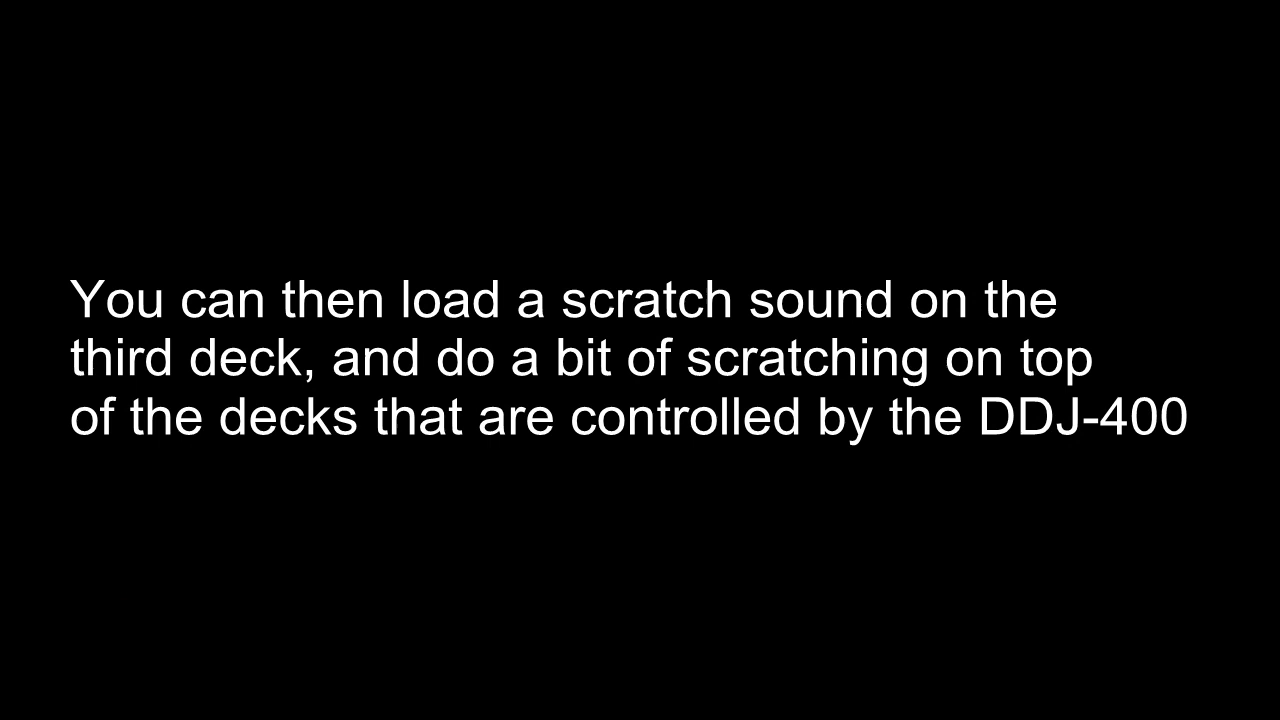 You can then load a scratch sound on the
third deck, and do a bit of scratching on top
of the decks that are controlled by the DDJ-400